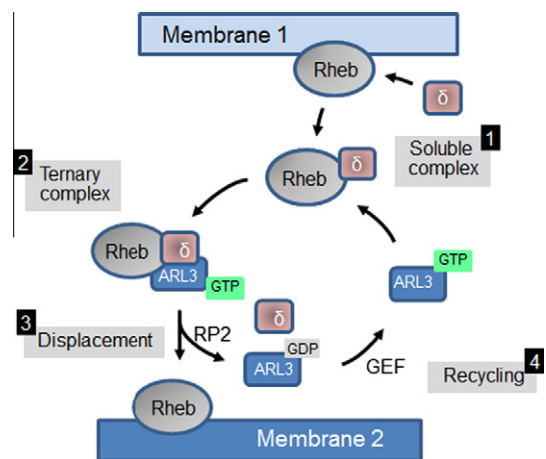 Membrane 1
Rheb
δ
1
Soluble
complex
Rheb
δ
2
Ternary
complex
Rheb
δ
ARL3
GTP
GTP
ARL3
3
Displacement
RP2
δ
GDP
ARL3
GEF
4
Recycling
Rheb
Membrane 2